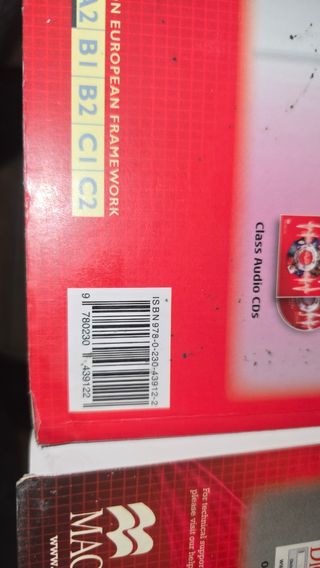 N EUROPEAN FRAMEWORK
A2 B1 B2 C1 C2
Class Audio CDs
ISBN 978-0-230-43912-2
9 780230 439122
For technical suppor
please visit our help
MAC
www.